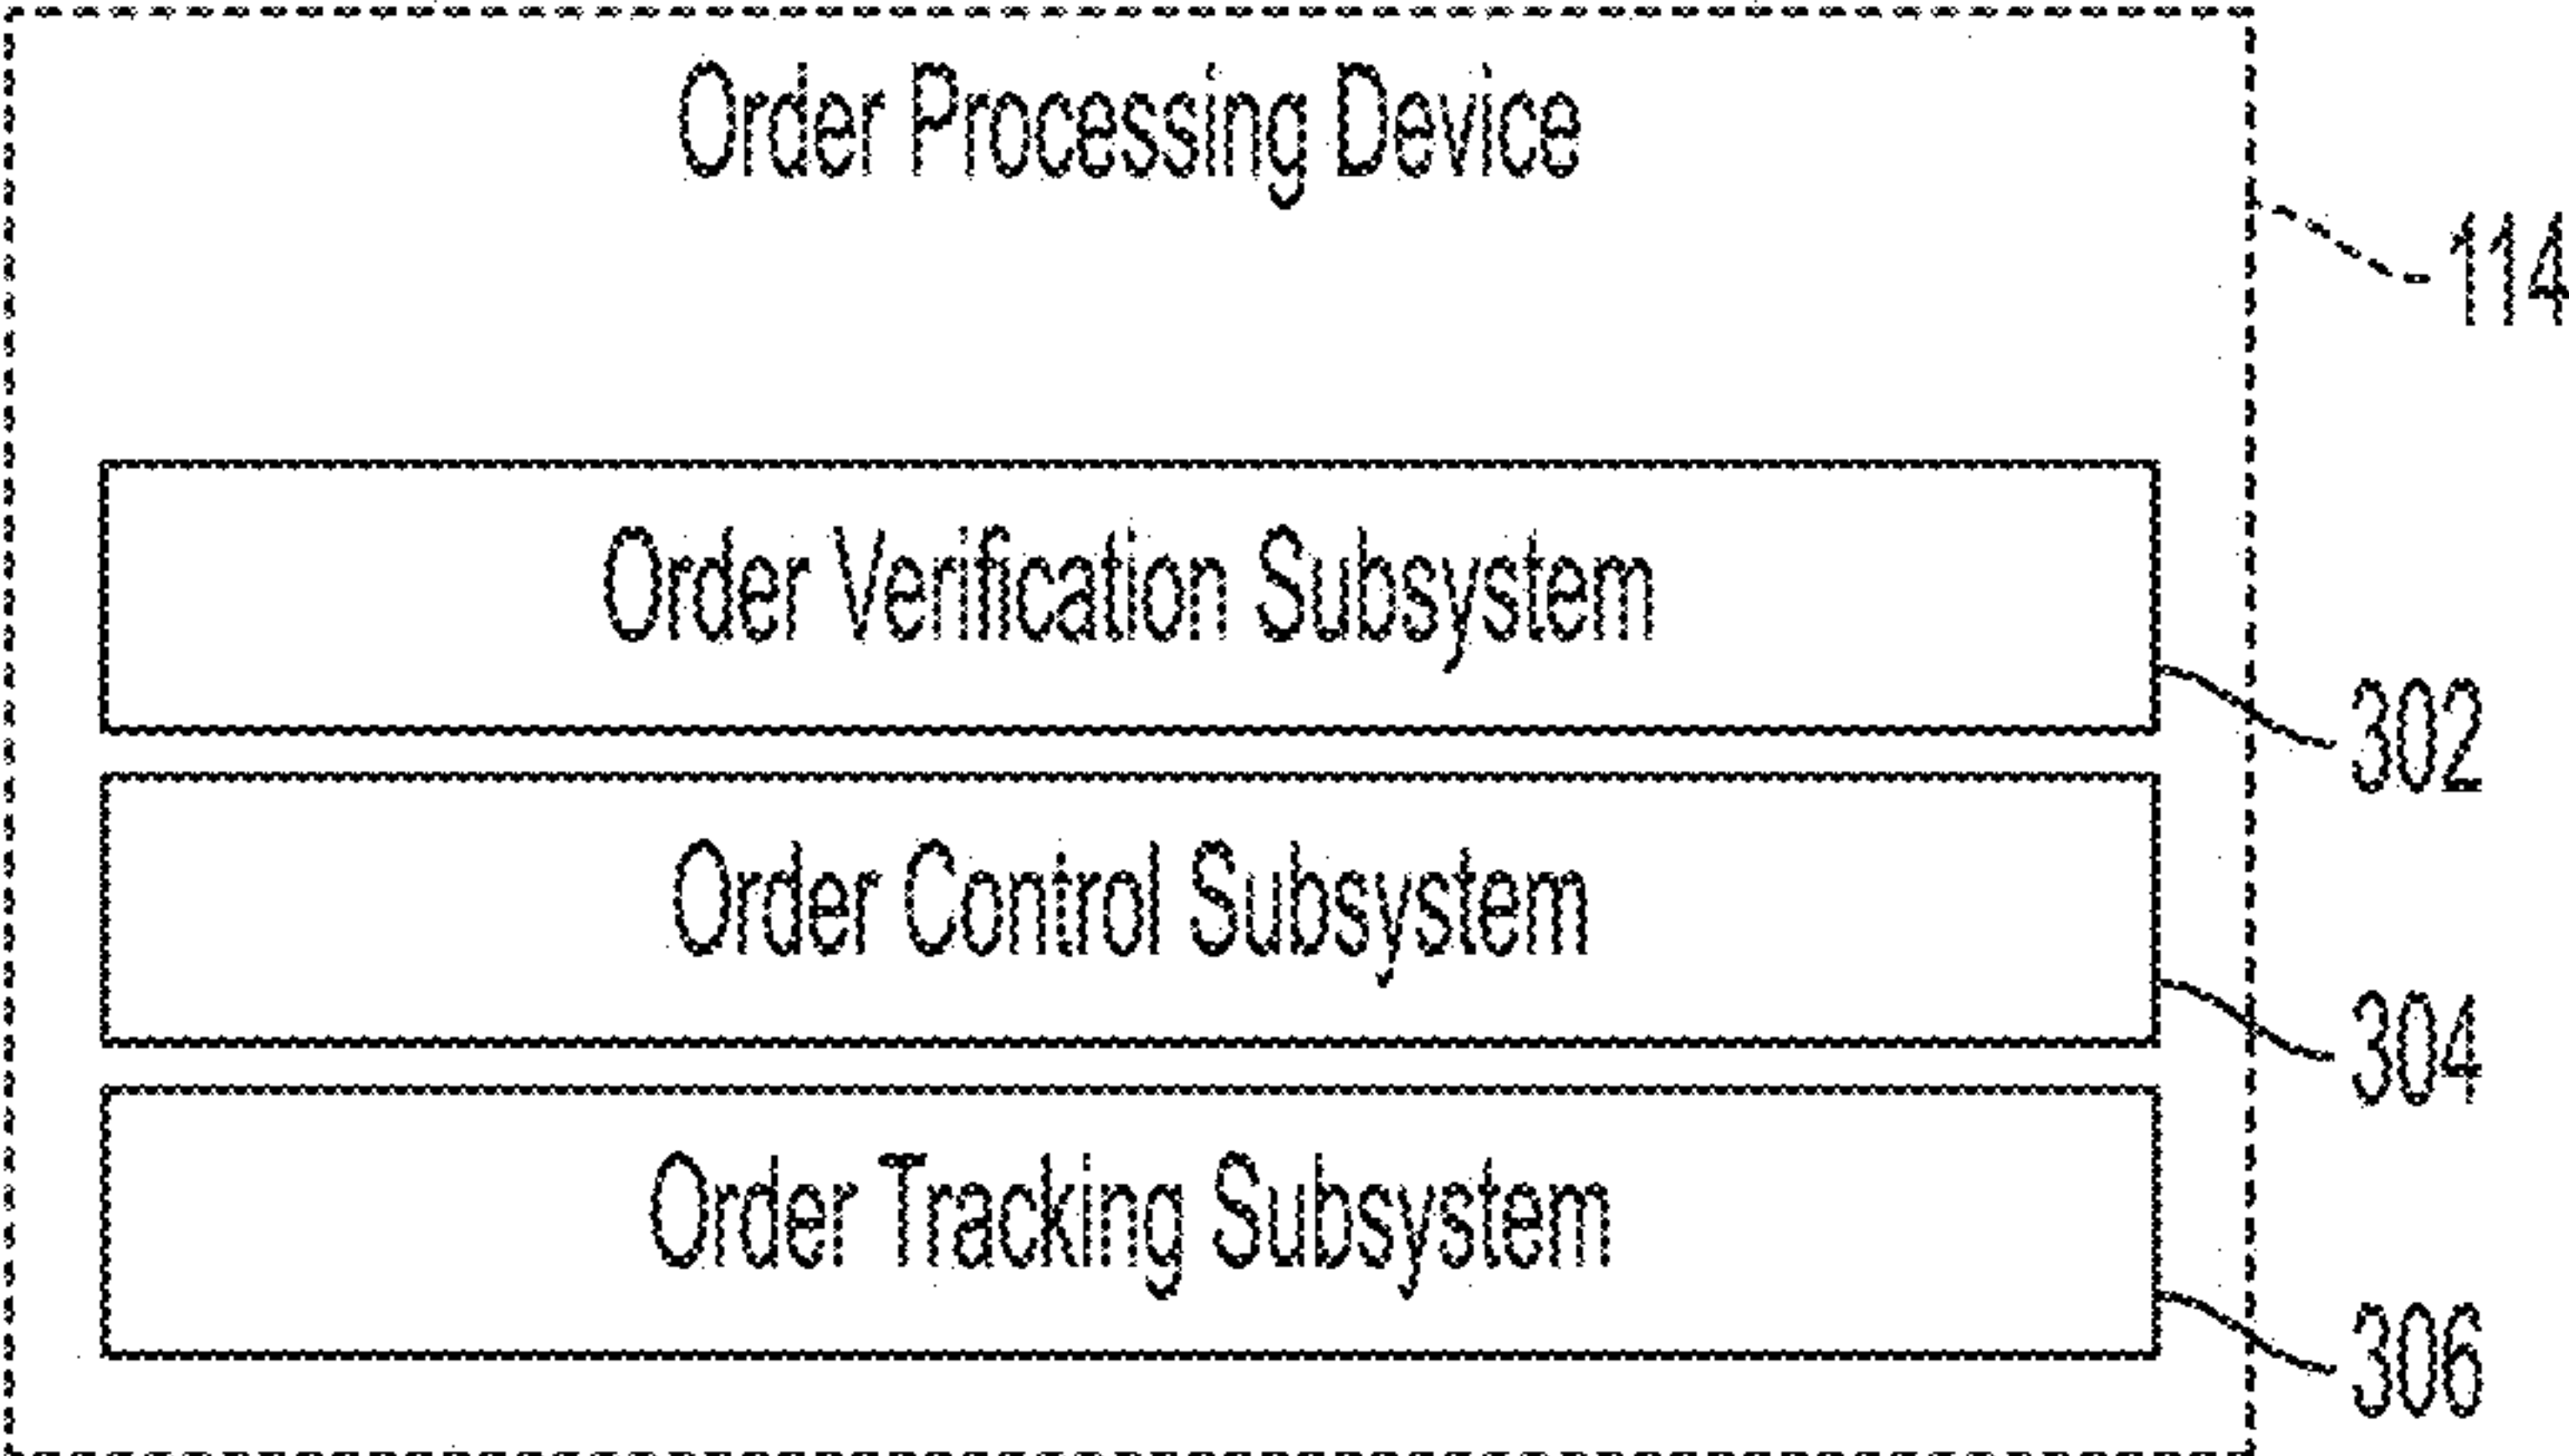 Order Processing Device
114
Order Verification Subsystem
302
Order Control Subsystem
304
Order Tracking Subsystem
306